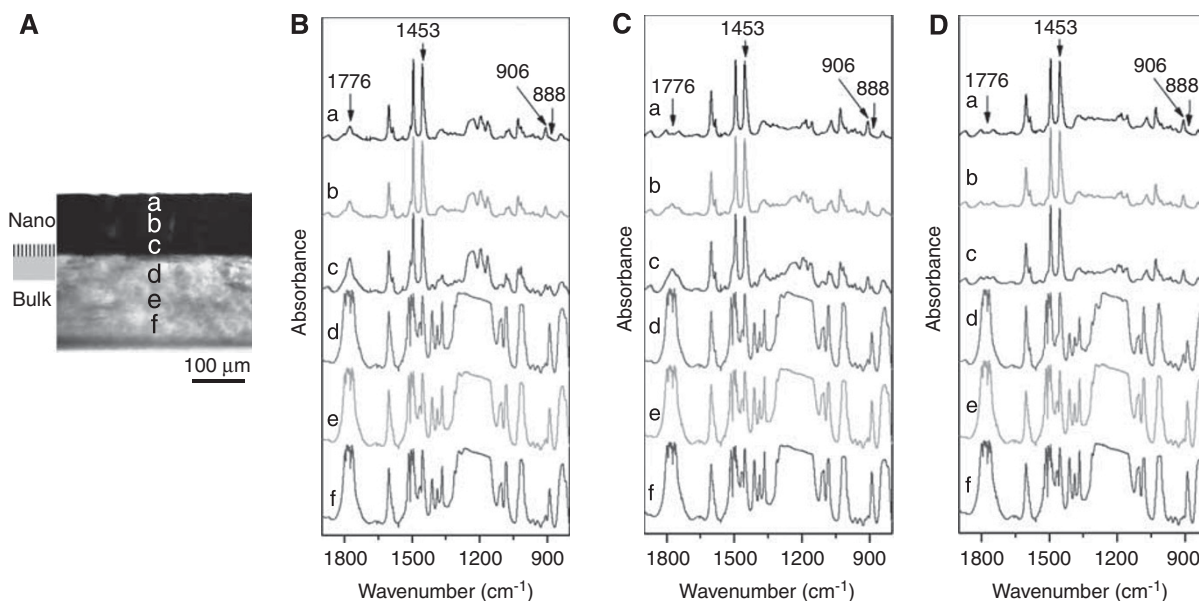 A
a
b
c
d
e
f
Nano
Bulk
100 μm
B
1453
1776
906
888
a
b
c
d
e
f
Absorbance
1800 1500 1200 900
Wavenumber (cm⁻¹)
C
1453
1776
906
888
a
b
c
d
e
f
Absorbance
1800 1500 1200 900
Wavenumber (cm⁻¹)
D
1453
1776
906
888
a
b
c
d
e
f
Absorbance
1800 1500 1200 900
Wavenumber (cm⁻¹)